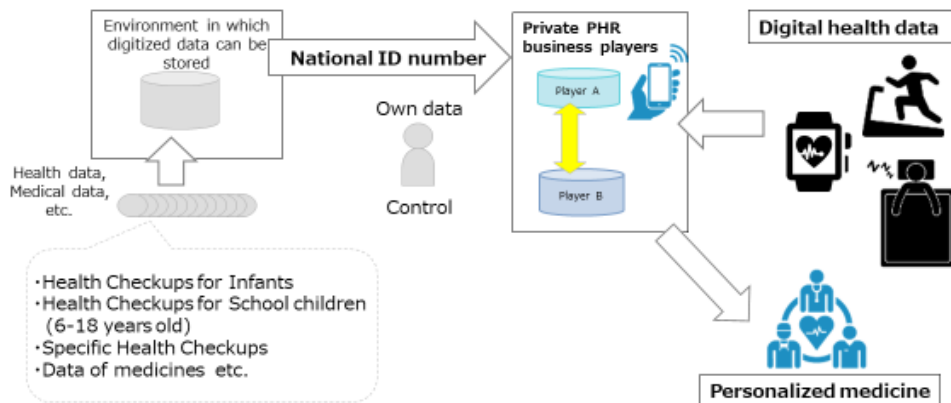 Environment in which
digitized data can be
stored
National ID number
Private PHR
business players
Player A
Player B
Digital health data
Own data
Control
Health data,
Medical data,
etc.
・Health Checkups for Infants
・Health Checkups for School children
(6-18 years old)
・Specific Health Checkups
・Data of medicines etc.
Personalized medicine